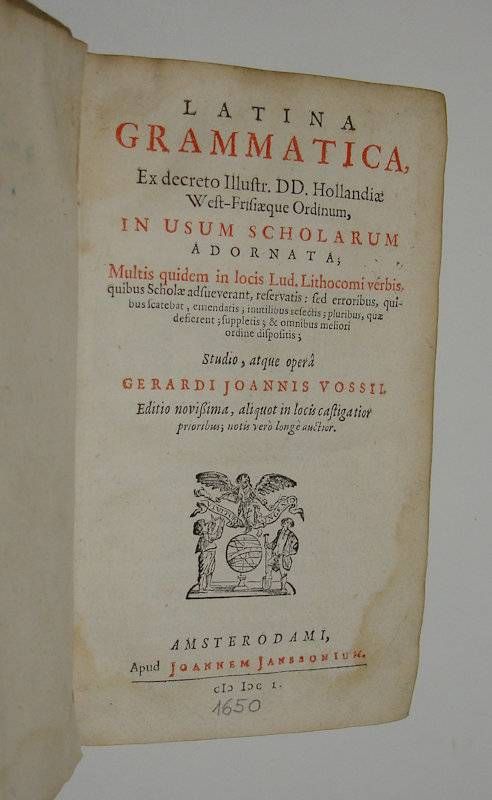 LATINA
GRAMMATICA,
Ex decreto Illustr. DD. Hollandiæ
West-Frisiæque Ordinum,
IN USUM SCHOLARUM
ADORNATA;
Multis quidem in locis Lud. Lithocomi verbis,
quibus Scholæ adsueverant, reservatis: sed erroribus, qui-
bus scatebat, emendatis; inutilibus resectis; pluribus, quæ
deficrent; suppletis; & omnibus meliori
ordine dispositis;
Studio, atque operâ
GERARDI JOANNIS VOSSII.
Editio novissima, aliquot in locis castigatior
prioribus; notis verò longè auctior.
AMSTERODAMI,
Apud JOANNEM JANSSONIUM.
cIↄ Iↄc L.
1650